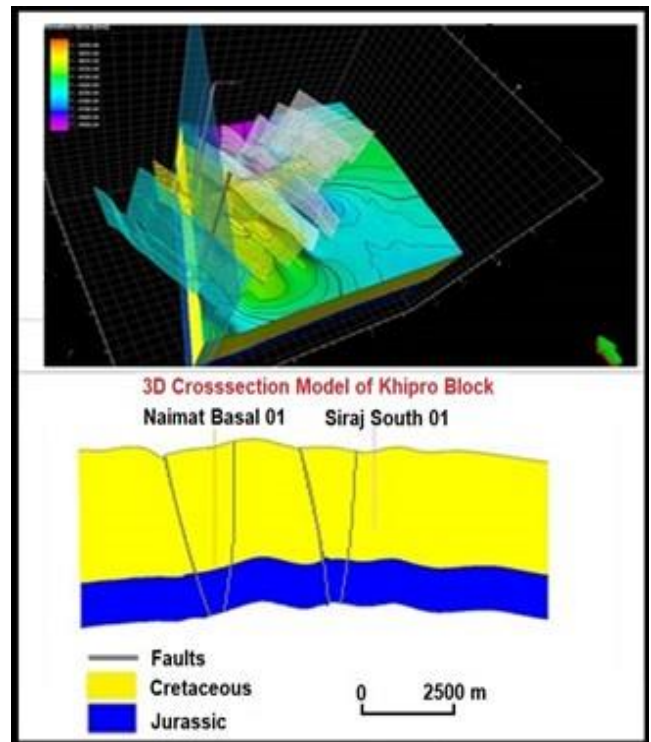 3D Crosssection Model of Khipro Block
Naimat Basal 01 Siraj South 01
Faults
Cretaceous 0 2500 m
Jurassic